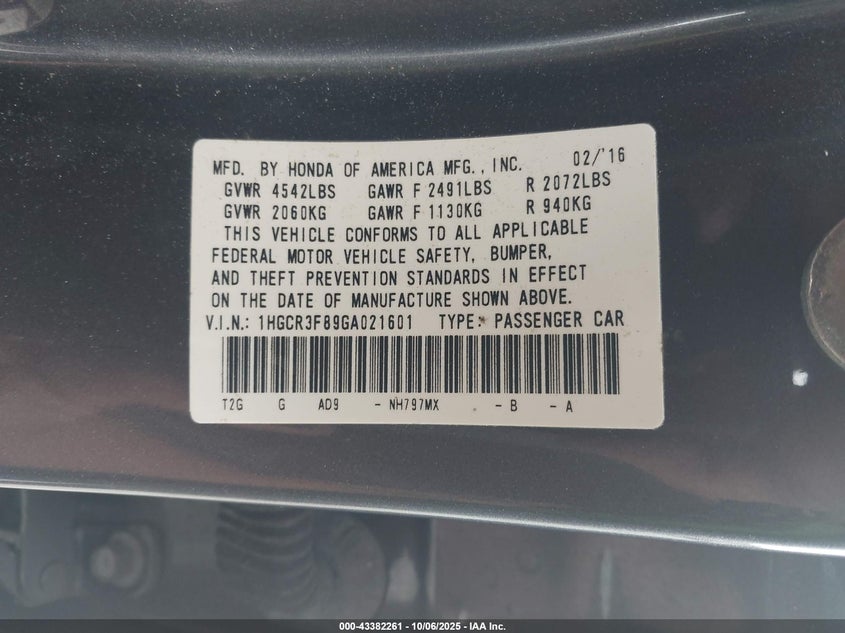 MFD. BY HONDA OF AMERICA MFG., INC. 02/'16
GVWR 4542LBS GAWR F 2491LBS R 2072LBS
GVWR 2060KG GAWR F 1130KG R 940KG
THIS VEHICLE CONFORMS TO ALL APPLICABLE
FEDERAL MOTOR VEHICLE SAFETY, BUMPER,
AND THEFT PREVENTION STANDARDS IN EFFECT
ON THE DATE OF MANUFACTURE SHOWN ABOVE.
V.I.N.: 1HGCR3F89GA021601 TYPE: PASSENGER CAR
T2G G AD9 - NH797MX - B - A
000-43382261 - 10/06/2025 - IAA Inc.